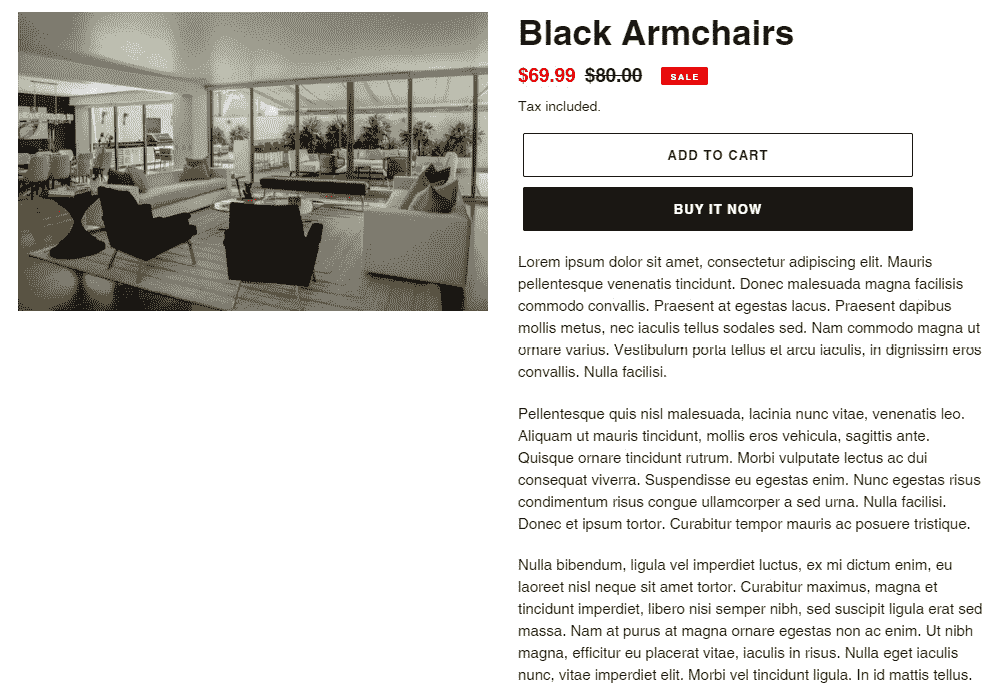 Black Armchairs
$69.99 $80.00 SALE
Tax included.
ADD TO CART
BUY IT NOW
Lorem ipsum dolor sit amet, consectetur adipiscing elit. Mauris
pellentesque venenatis tincidunt. Donec malesuada magna facilisis
commodo convallis. Praesent at egestas lacus. Praesent dapibus
mollis metus, nec iaculis tellus sodales sed. Nam commodo magna ut
ornare varius. Vestibulum porta tellus et arcu iaculis, in dignissim eros
convallis. Nulla facilisi.
Pellentesque quis nisl malesuada, lacinia nunc vitae, venenatis leo.
Aliquam ut mauris tincidunt, mollis eros vehicula, sagittis ante.
Quisque ornare tincidunt rutrum. Morbi vulputate lectus ac dui
consequat viverra. Suspendisse eu egestas enim. Nunc egestas risus
condimentum risus congue ullamcorper a sed urna. Nulla facilisi.
Donec et ipsum tortor. Curabitur tempor mauris ac posuere tristique.
Nulla bibendum, ligula vel imperdiet luctus, ex mi dictum enim, eu
laoreet nisl neque sit amet tortor. Curabitur maximus, magna et
tincidunt imperdiet, libero nisi semper nibh, sed suscipit ligula erat sed
massa. Nam at purus at magna ornare egestas non ac enim. Ut nibh
magna, efficitur eu placerat vitae, iaculis in risus. Nulla eget iaculis
nunc, vitae imperdiet elit. Morbi vel tincidunt ligula. In id mattis tellus.